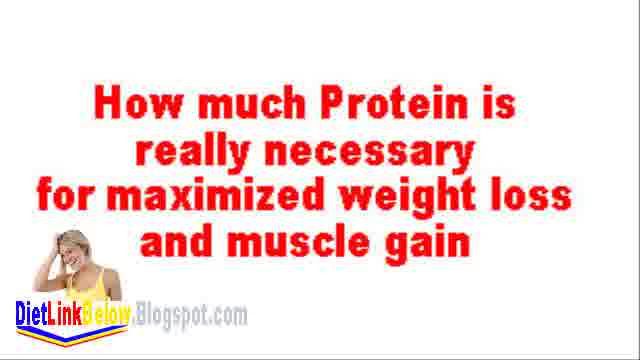 How much Protein is
really necessary
for maximized weight loss
and muscle gain
DietLinkBelow.Blogspot.com